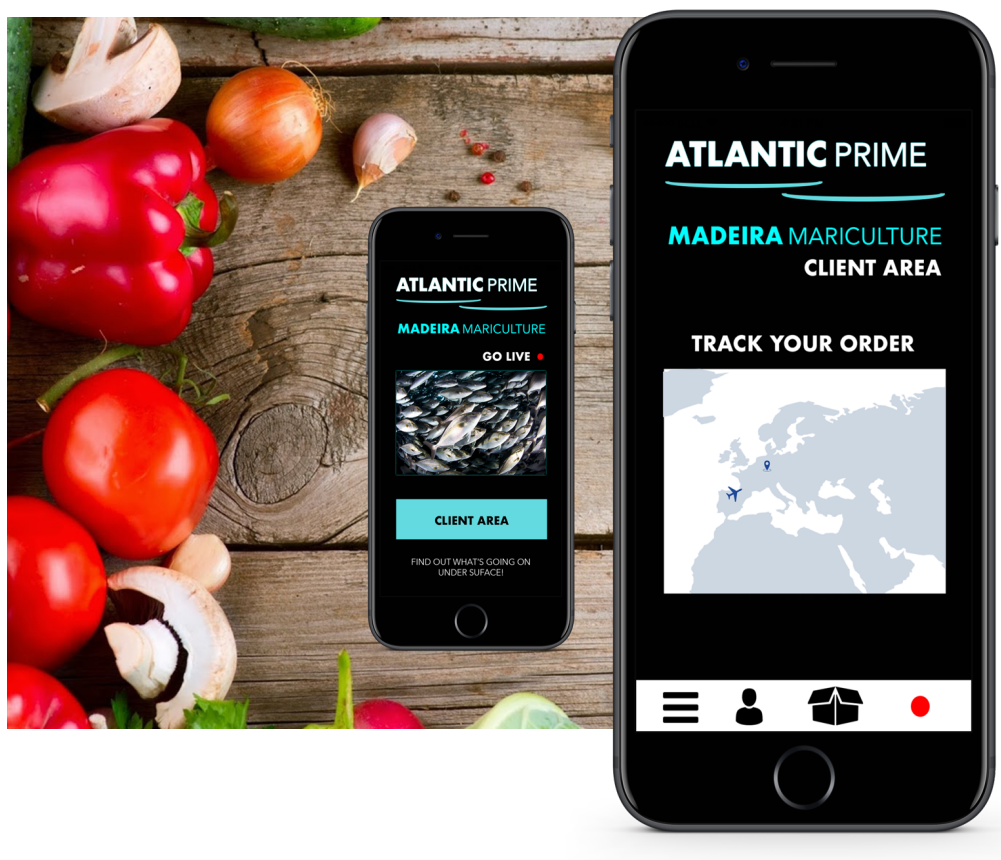 ATLANTIC PRIME
MADEIRA MARICULTURE
GO LIVE
CLIENT AREA
FIND OUT WHAT'S GOING ON
UNDER SUFACE!
ATLANTIC PRIME
MADEIRA MARICULTURE
CLIENT AREA
TRACK YOUR ORDER